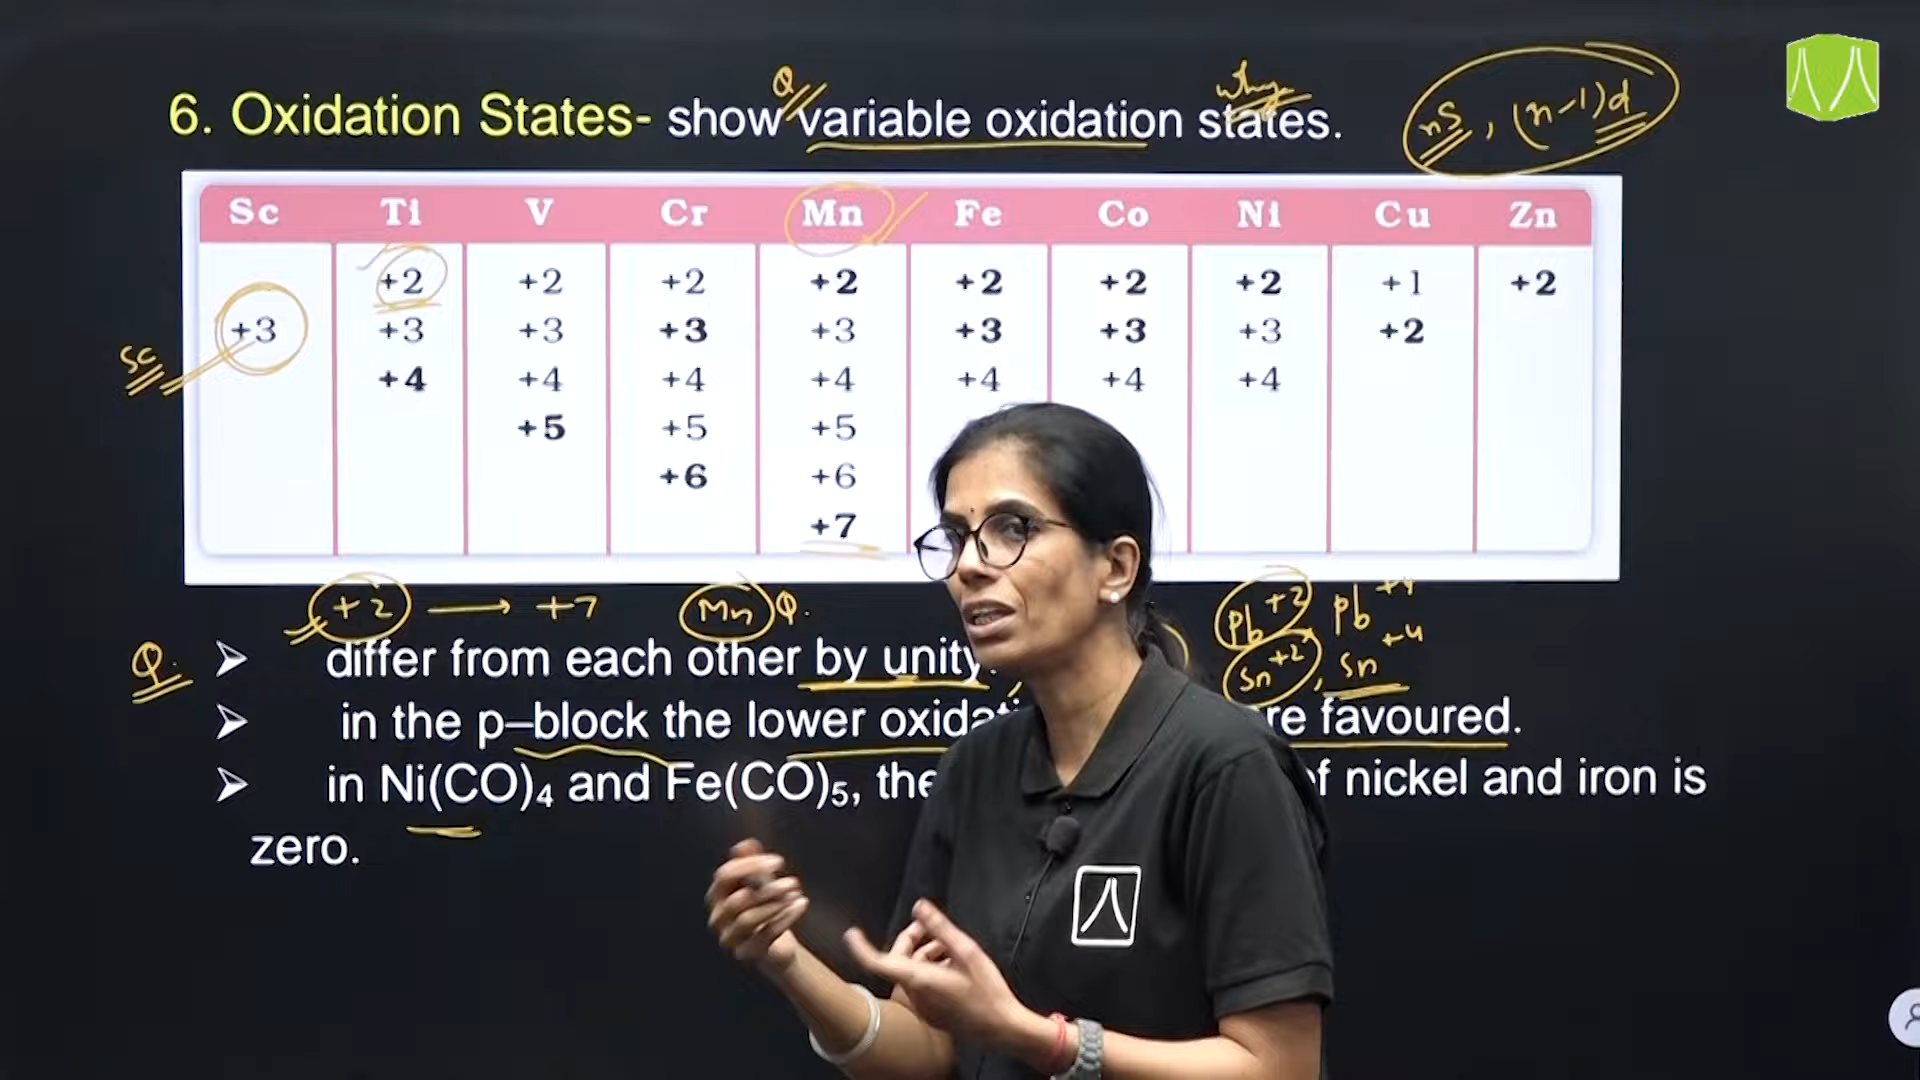 Q why
6. Oxidation States- show variable oxidation states. nS, (n-1)d
Sc Ti V Cr Mn Fe Co Ni Cu Zn
+2 +2 +2 +2 +2 +2 +2 +1 +2
+3 +3 +3 +3 +3 +3 +3 +3 +2
Sc
+4 +4 +4 +4 +4 +4 +4
+5 +5 +5
+6 +6
+7
+2 → +7 Mn Q. Pb+2, Pb+4
Q. ➤ differ from each other by unity. Sn+2, Sn+4
➤ in the p–block the lower favoured.
➤ in Ni(CO)4 and Fe(CO)5, the of nickel and iron is
zero.